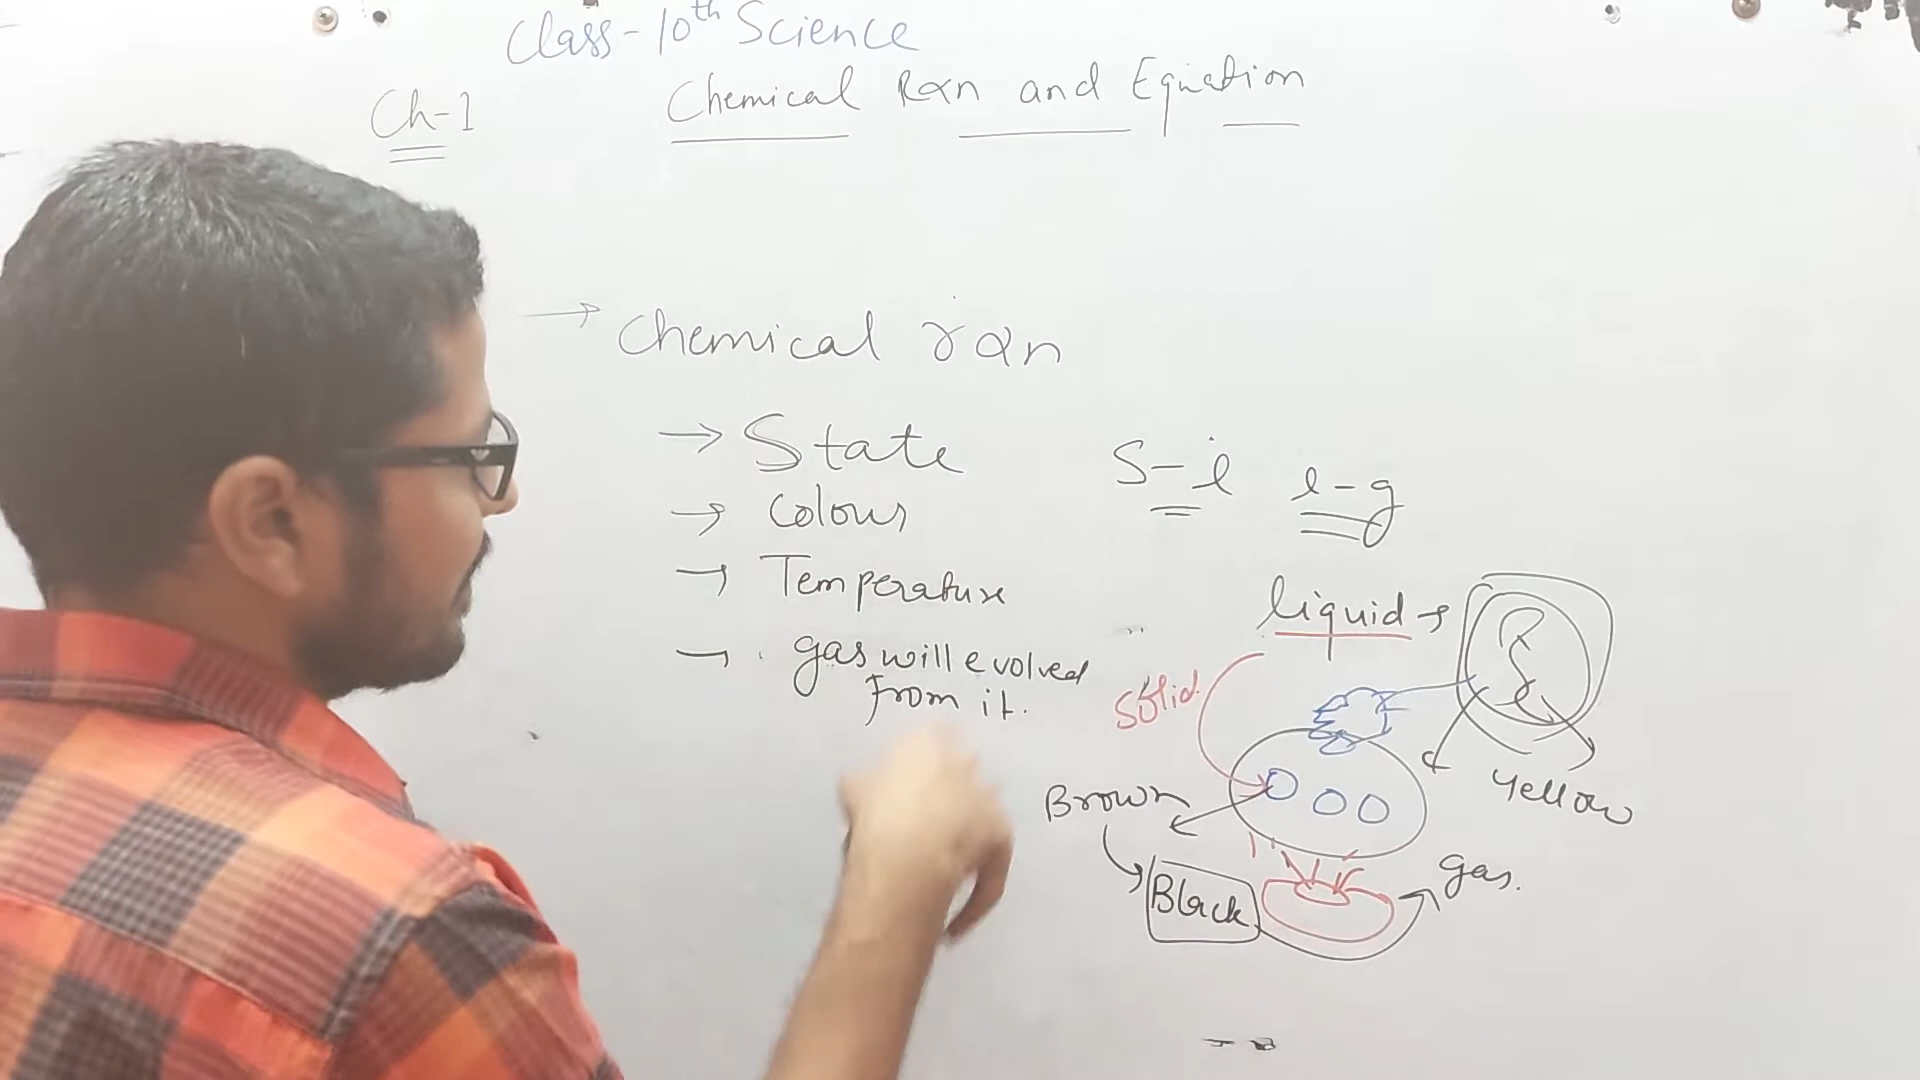 Class-10th Science
Ch-1 Chemical Rxn and Equation
→ Chemical rxn
→ State S-l l-g
→ Colour
→ Temperature
→ gas will evolved
from it.
liquid →
Solid
Yellow
Brown
Black
gas.